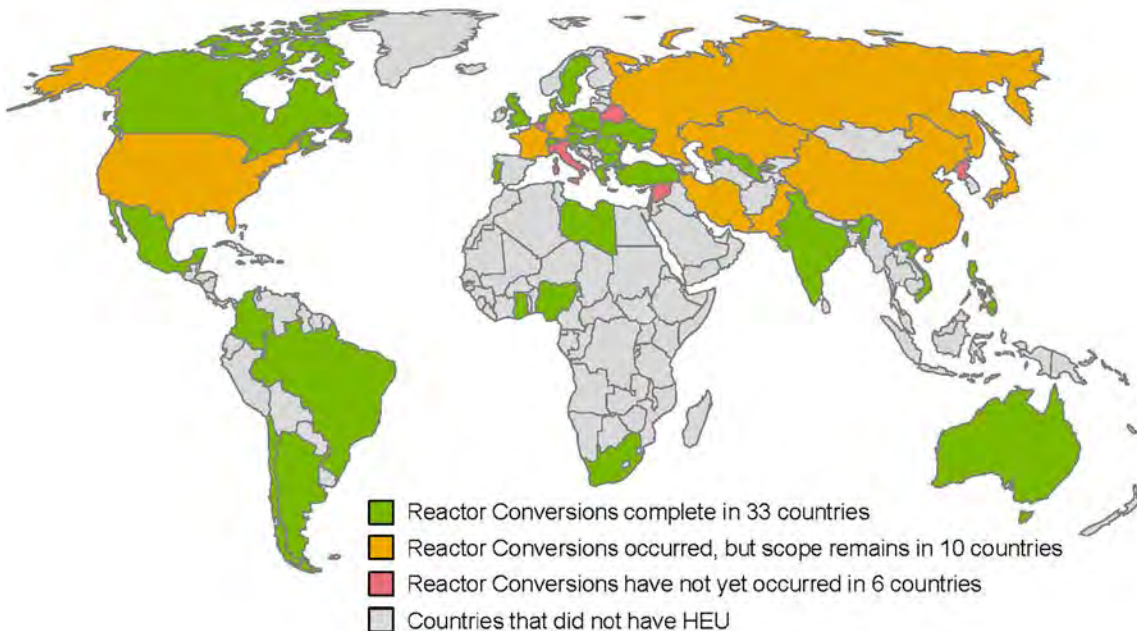 Reactor Conversions complete in 33 countries
Reactor Conversions occurred, but scope remains in 10 countries
Reactor Conversions have not yet occurred in 6 countries
Countries that did not have HEU